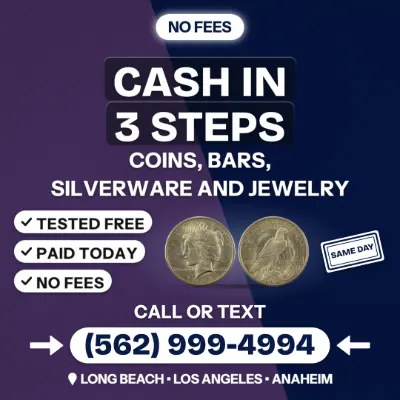 NO FEES
CASH IN
3 STEPS
COINS, BARS,
SILVERWARE AND JEWELRY
✓ TESTED FREE
✓ PAID TODAY
✓ NO FEES
SAME DAY
CALL OR TEXT
→ (562) 999-4994 ←
LONG BEACH • LOS ANGELES • ANAHEIM